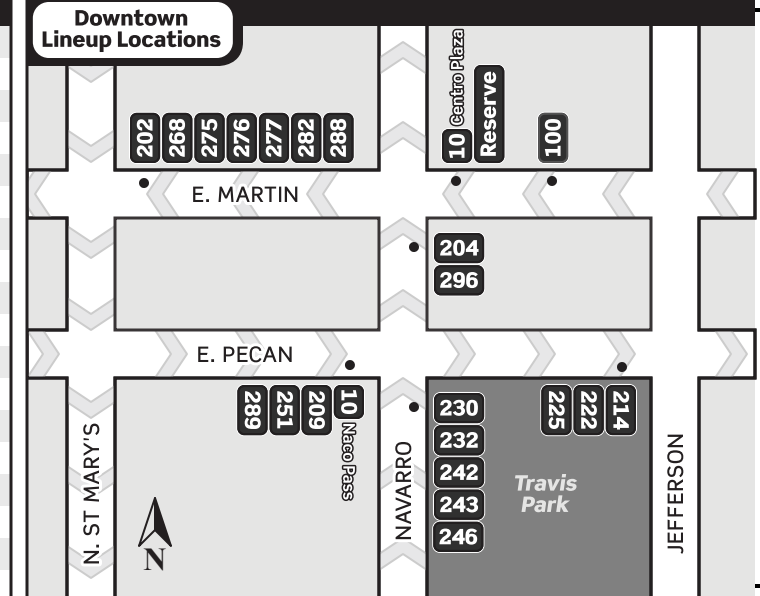 Downtown
Lineup Locations
202
268
275
276
277
282
288
10 Centro Plaza
Reserve
100
E. MARTIN
204
296
E. PECAN
289
251
209
10 Naco Pass
230
232
242
243
246
225
222
214
Travis
Park
N. ST MARY'S
NAVARRO
JEFFERSON
N